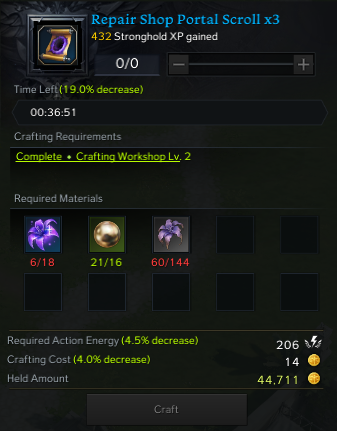 Repair Shop Portal Scroll x3
432 Stronghold XP gained
0/0
Time Left(19.0% decrease)
00:36:51
Crafting Requirements
Complete • Crafting Workshop Lv. 2
Required Materials
6/18 21/16 60/144
Required Action Energy (4.5% decrease) 206
Crafting Cost (4.0% decrease) 14
Held Amount 44,711
Craft